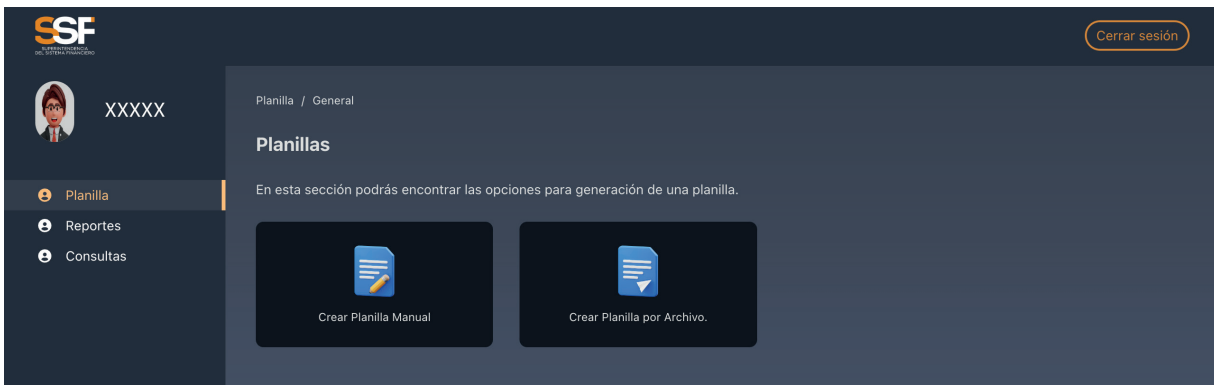 SSF
SUPERINTENDENCIA
DEL SISTEMA FINANCIERO
Cerrar sesión
XXXXX
Planilla / General
Planillas
Planilla
En esta sección podrás encontrar las opciones para generación de una planilla.
Reportes
Consultas
Crear Planilla Manual
Crear Planilla por Archivo.